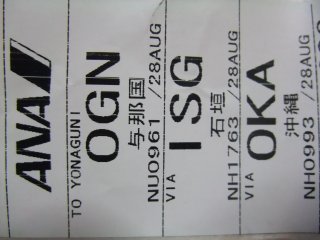 ANA
TO YONAGUNI
OGN
与那国
NU0961/28AUG
VIA
ISG
石垣
NH1763/28AUG
VIA
OKA
沖縄
NH0993/28AUG